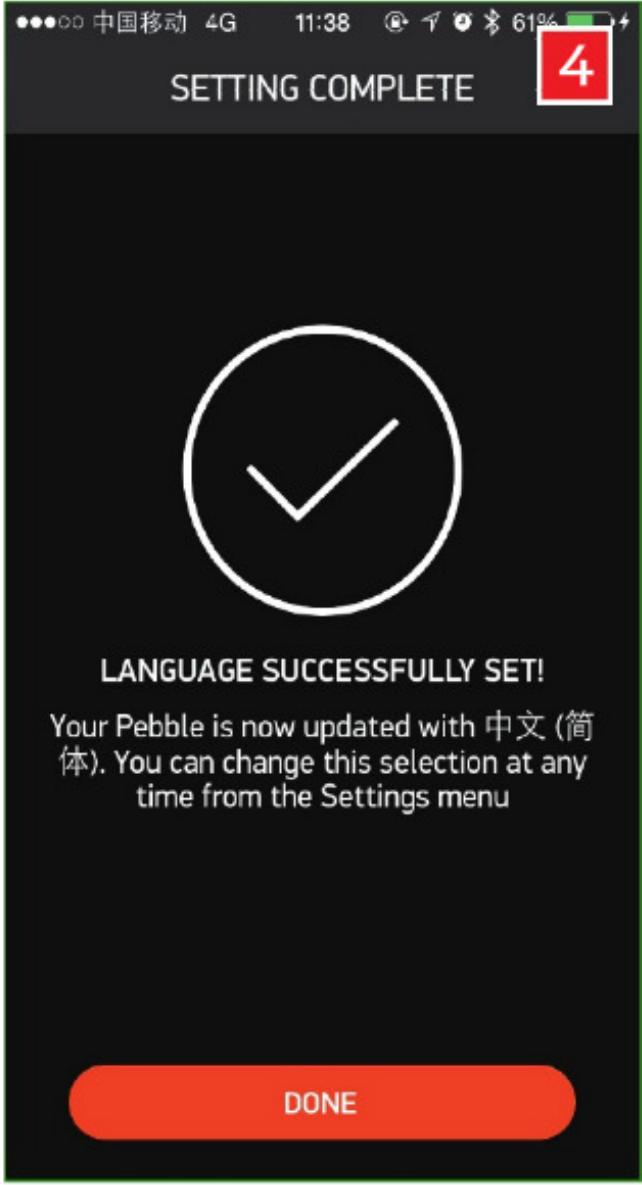 中国移动 4G 11:38 61%
4
SETTING COMPLETE
LANGUAGE SUCCESSFULLY SET!
Your Pebble is now updated with 中文 (简
体). You can change this selection at any
time from the Settings menu
DONE